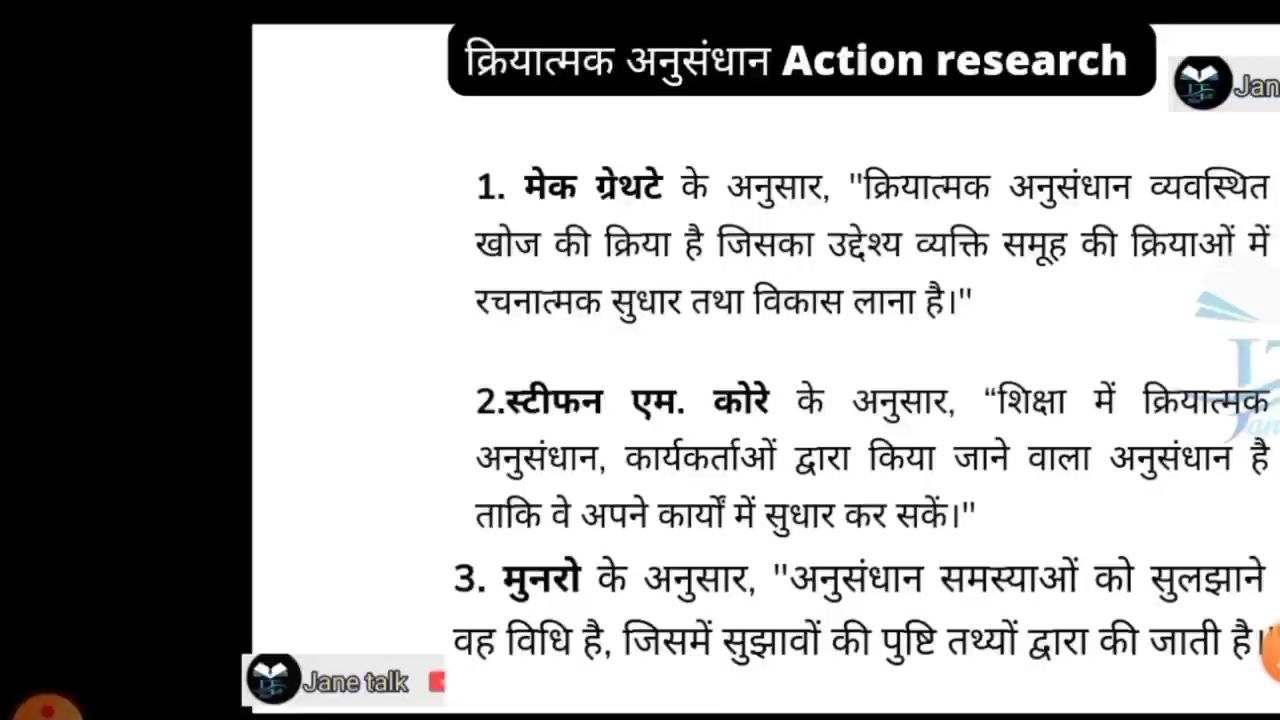 क्रियात्मक अनुसंधान Action research
Jan
1. मेक ग्रेथटे के अनुसार, "क्रियात्मक अनुसंधान व्यवस्थित
खोज की क्रिया है जिसका उद्देश्य व्यक्ति समूह की क्रियाओं में
रचनात्मक सुधार तथा विकास लाना है।"
2.स्टीफन एम. कोरे के अनुसार, “शिक्षा में क्रियात्मक
अनुसंधान, कार्यकर्ताओं द्वारा किया जाने वाला अनुसंधान है
ताकि वे अपने कार्यों में सुधार कर सकें।"
3. मुनरो के अनुसार, "अनुसंधान समस्याओं को सुलझाने
वह विधि है, जिसमें सुझावों की पुष्टि तथ्यों द्वारा की जाती है।"
Jane talk